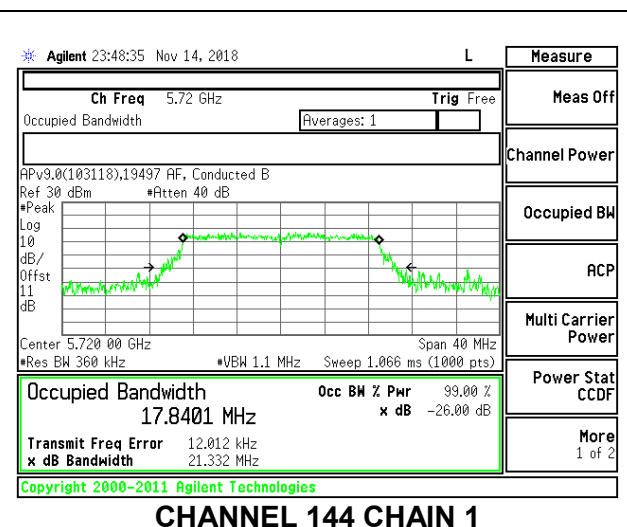 Agilent 23:48:35 Nov 14, 2018 L
Measure
Ch Freq 5.72 GHz Trig Free
Occupied Bandwidth Averages: 1
Meas Off
Channel Power
Occupied BW
ACP
Multi Carrier
Power
Power Stat
CCDF
More
1 of 2
APv9.0(103118),19497 AF, Conducted B
Ref 30 dBm #Atten 40 dB
#Peak
Log
10
dB/
Offst
11
dB
Center 5.720 00 GHz Span 40 MHz
#Res BW 360 kHz #VBW 1.1 MHz Sweep 1.066 ms (1000 pts)
Occupied Bandwidth Occ BW % Pwr 99.00 %
17.8401 MHz x dB -26.00 dB
Transmit Freq Error 12.012 kHz
x dB Bandwidth 21.332 MHz
Copyright 2000-2011 Agilent Technologies
CHANNEL 144 CHAIN 1